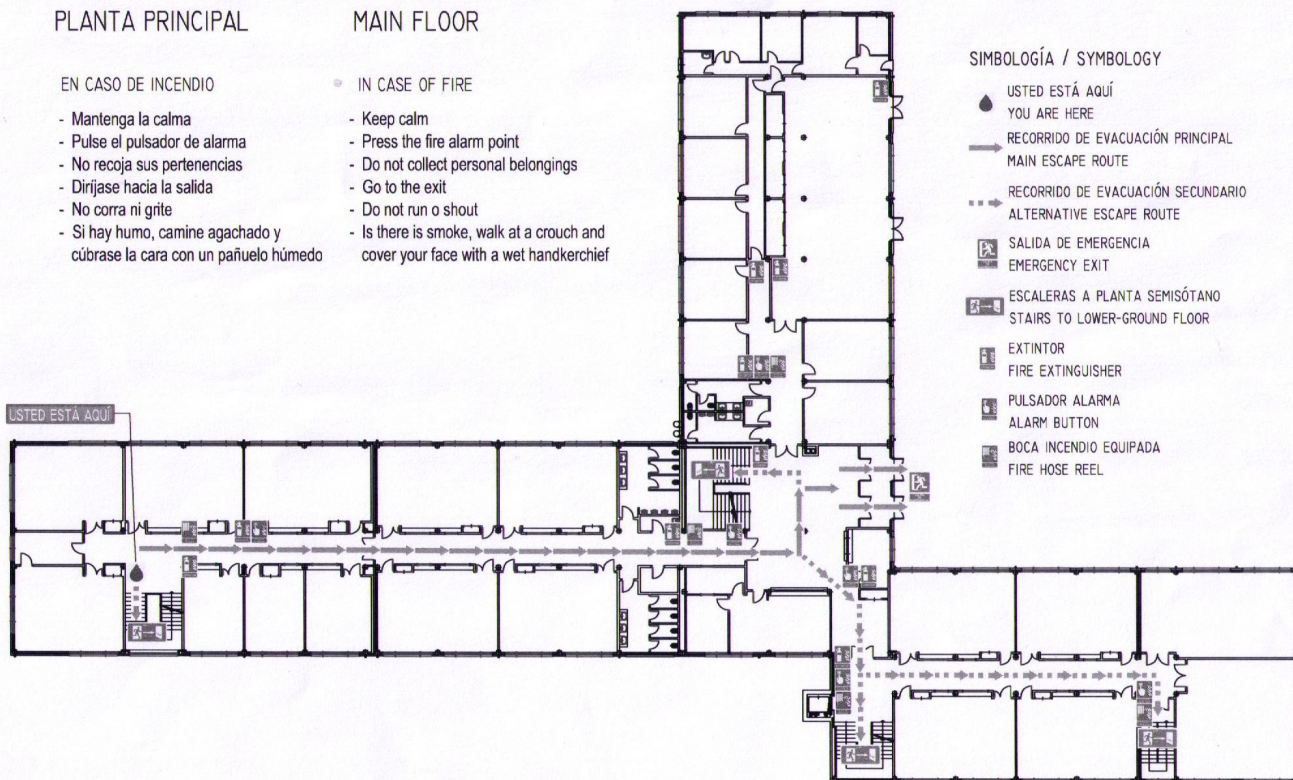 PLANTA PRINCIPAL
EN CASO DE INCENDIO
- Mantenga la calma
- Pulse el pulsador de alarma
- No recoja sus pertenencias
- Diríjase hacia la salida
- No corra ni grite
- Si hay humo, camine agachado y
cúbrase la cara con un pañuelo húmedo
MAIN FLOOR
IN CASE OF FIRE
- Keep calm
- Press the fire alarm point
- Do not collect personal belongings
- Go to the exit
- Do not run o shout
- Is there is smoke, walk at a crouch and
cover your face with a wet handkerchief
SIMBOLOGÍA / SYMBOLOGY
USTED ESTÁ AQUÍ
YOU ARE HERE
RECORRIDO DE EVACUACIÓN PRINCIPAL
MAIN ESCAPE ROUTE
RECORRIDO DE EVACUACIÓN SECUNDARIO
ALTERNATIVE ESCAPE ROUTE
SALIDA DE EMERGENCIA
EMERGENCY EXIT
ESCALERAS A PLANTA SEMISÓTANO
STAIRS TO LOWER-GROUND FLOOR
EXTINTOR
FIRE EXTINGUISHER
PULSADOR ALARMA
ALARM BUTTON
BOCA INCENDIO EQUIPADA
FIRE HOSE REEL
USTED ESTÁ AQUÍ